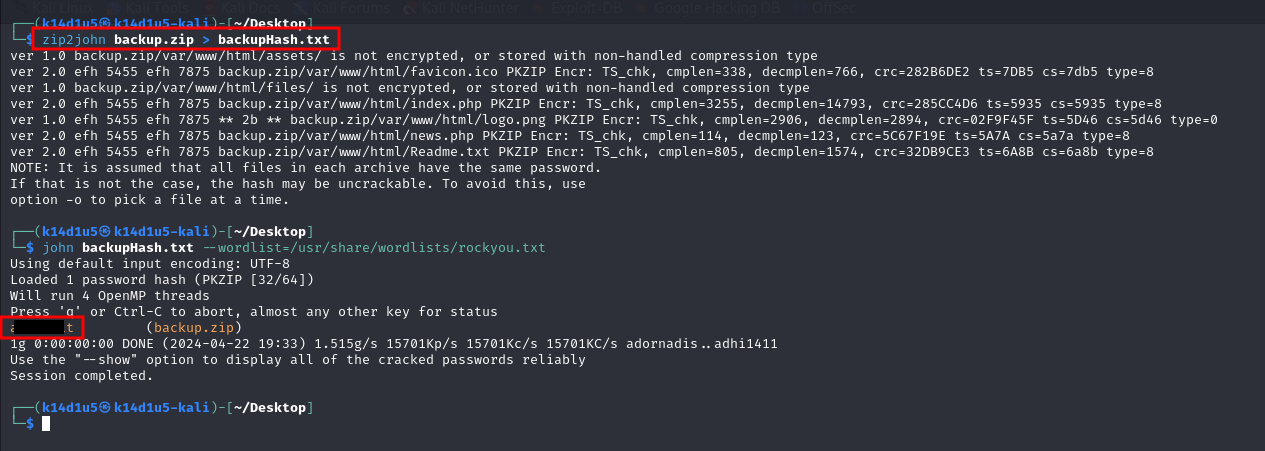 Kali Linux Kali Tools Kali Docs Kali Forums Kali NetHunter Exploit-DB Google Hacking DB OffSec
┌──(k14d1u5㉿k14d1u5-kali)-[~/Desktop]
└─$ zip2john backup.zip > backupHash.txt
ver 1.0 backup.zip/var/www/html/assets/ is not encrypted, or stored with non-handled compression type
ver 2.0 efh 5455 efh 7875 backup.zip/var/www/html/favicon.ico PKZIP Encr: TS_chk, cmplen=338, decmplen=766, crc=282B6DE2 ts=7DB5 cs=7db5 type=8
ver 1.0 backup.zip/var/www/html/files/ is not encrypted, or stored with non-handled compression type
ver 2.0 efh 5455 efh 7875 backup.zip/var/www/html/index.php PKZIP Encr: TS_chk, cmplen=3255, decmplen=14793, crc=285CC4D6 ts=5935 cs=5935 type=8
ver 1.0 efh 5455 efh 7875 ** 2b ** backup.zip/var/www/html/logo.png PKZIP Encr: TS_chk, cmplen=2906, decmplen=2894, crc=02F9F45F ts=5D46 cs=5d46 type=0
ver 2.0 efh 5455 efh 7875 backup.zip/var/www/html/news.php PKZIP Encr: TS_chk, cmplen=114, decmplen=123, crc=5C67F19E ts=5A7A cs=5a7a type=8
ver 2.0 efh 5455 efh 7875 backup.zip/var/www/html/Readme.txt PKZIP Encr: TS_chk, cmplen=805, decmplen=1574, crc=32DB9CE3 ts=6A8B cs=6a8b type=8
NOTE: It is assumed that all files in each archive have the same password.
If that is not the case, the hash may be uncrackable. To avoid this, use
option -o to pick a file at a time.
┌──(k14d1u5㉿k14d1u5-kali)-[~/Desktop]
└─$ john backupHash.txt --wordlist=/usr/share/wordlists/rockyou.txt
Using default input encoding: UTF-8
Loaded 1 password hash (PKZIP [32/64])
Will run 4 OpenMP threads
Press 'q' or Ctrl-C to abort, almost any other key for status
(backup.zip)
1g 0:00:00:00 DONE (2024-04-22 19:33) 1.515g/s 15701Kp/s 15701Kc/s 15701KC/s adornadis..adhi1411
Use the "--show" option to display all of the cracked passwords reliably
Session completed.
┌──(k14d1u5㉿k14d1u5-kali)-[~/Desktop]
└─$